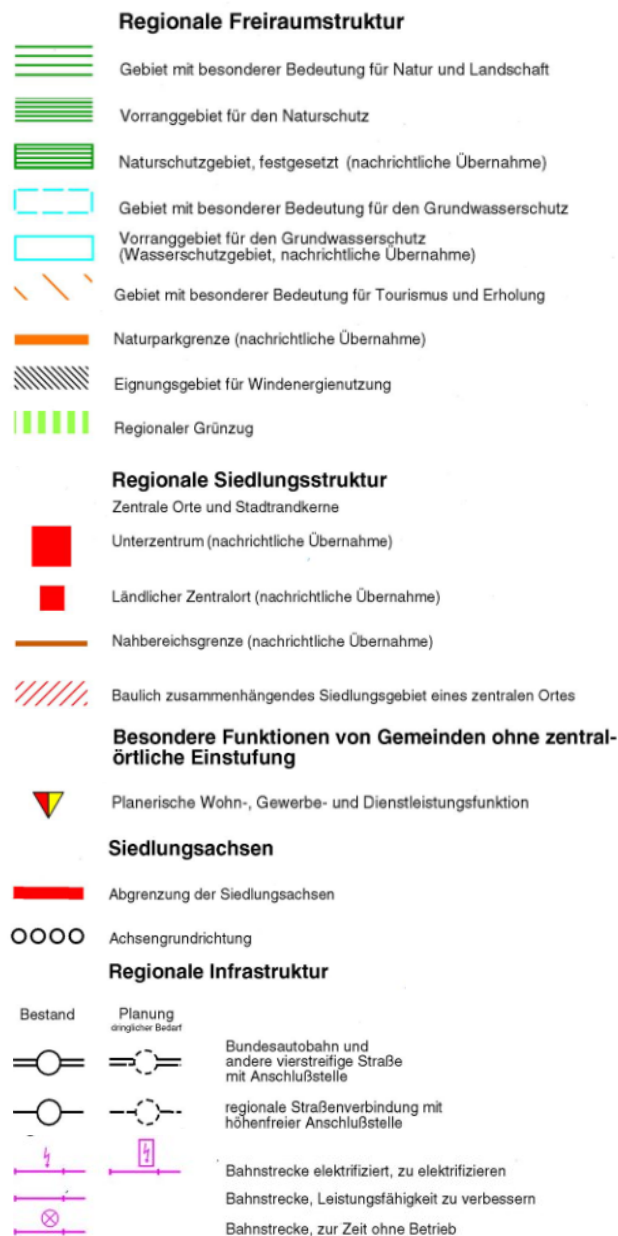 Regionale Freiraumstruktur
Gebiet mit besonderer Bedeutung für Natur und Landschaft
Vorranggebiet für den Naturschutz
Naturschutzgebiet, festgesetzt (nachrichtliche Übernahme)
Gebiet mit besonderer Bedeutung für den Grundwasserschutz
Vorranggebiet für den Grundwasserschutz
(Wasserschutzgebiet, nachrichtliche Übernahme)
Gebiet mit besonderer Bedeutung für Tourismus und Erholung
Naturparkgrenze (nachrichtliche Übernahme)
Eignungsgebiet für Windenergienutzung
Regionaler Grünzug
Regionale Siedlungsstruktur
Zentrale Orte und Stadtrandkerne
Unterzentrum (nachrichtliche Übernahme)
Ländlicher Zentralort (nachrichtliche Übernahme)
Nahbereichsgrenze (nachrichtliche Übernahme)
Baulich zusammenhängendes Siedlungsgebiet eines zentralen Ortes
Besondere Funktionen von Gemeinden ohne zentral-
örtliche Einstufung
Planerische Wohn-, Gewerbe- und Dienstleistungsfunktion
Siedlungsachsen
Abgrenzung der Siedlungsachsen
Achsengrundrichtung
Regionale Infrastruktur
Bestand Planung
dringlicher Bedarf
Bundesautobahn und
andere vierstreifige Straße
mit Anschlußstelle
regionale Straßenverbindung mit
höhenfreier Anschlußstelle
Bahnstrecke elektrifiziert, zu elektrifizieren
Bahnstrecke, Leistungsfähigkeit zu verbessern
Bahnstrecke, zur Zeit ohne Betrieb